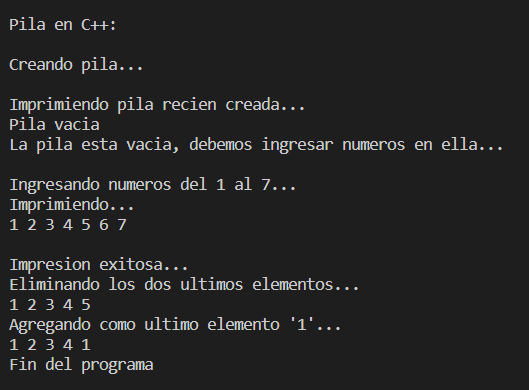 Pila en C++:
Creando pila...
Imprimiendo pila recien creada...
Pila vacia
La pila esta vacia, debemos ingresar numeros en ella...
Ingresando numeros del 1 al 7...
Imprimiendo...
1 2 3 4 5 6 7
Impresion exitosa...
Eliminando los dos ultimos elementos...
1 2 3 4 5
Agregando como ultimo elemento '1'...
1 2 3 4 1
Fin del programa